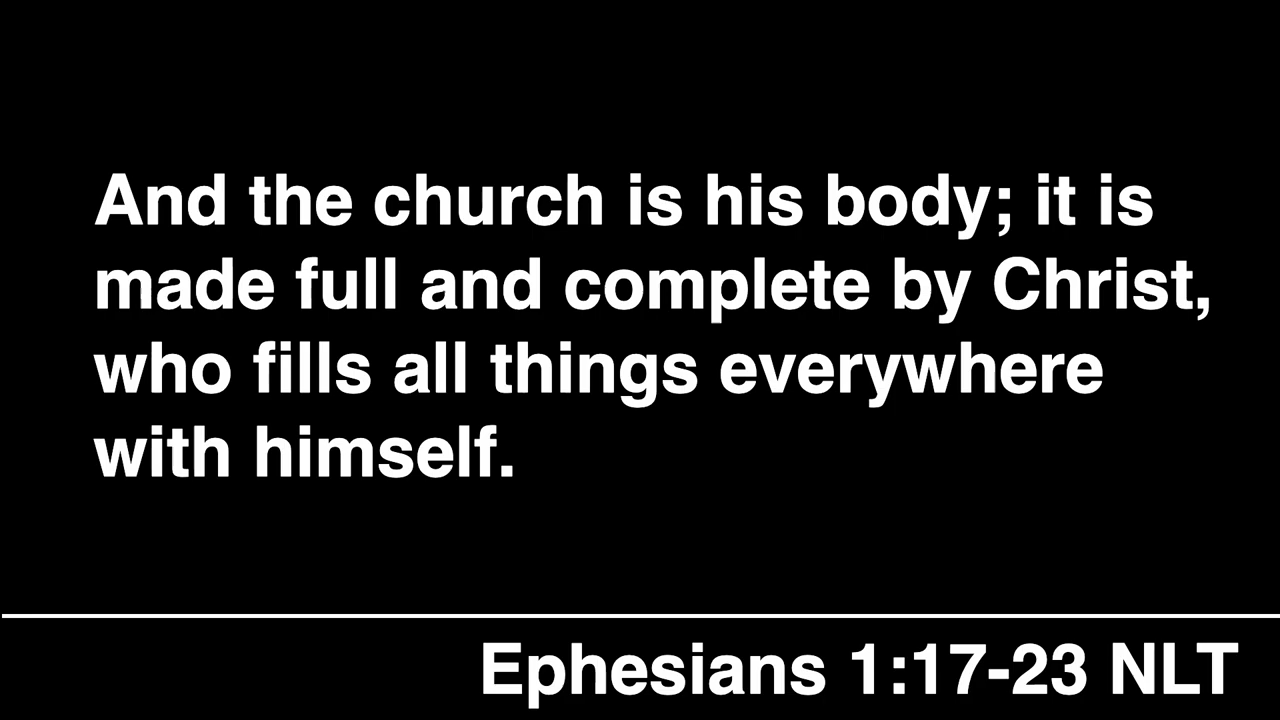 And the church is his body; it is
made full and complete by Christ,
who fills all things everywhere
with himself.
Ephesians 1:17-23 NLT